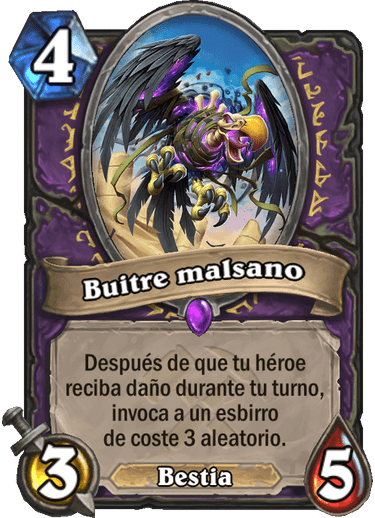 4
Buitre malsano
Después de que tu héroe
reciba daño durante tu turno,
invoca a un esbirro
de coste 3 aleatorio.
3
Bestia
5